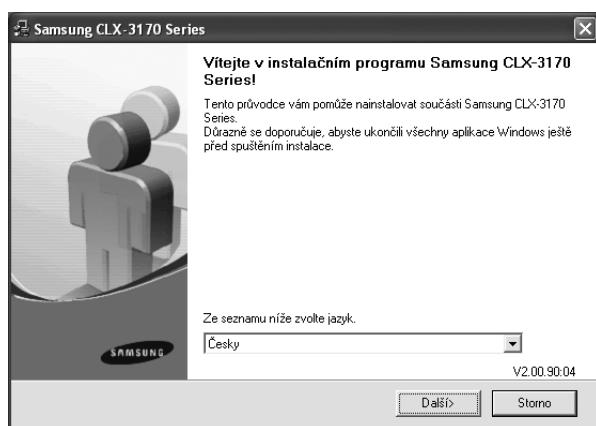 Samsung CLX-3170 Series
Vítejte v instalačním programu Samsung CLX-3170
Series!
Tento průvodce vám pomůže nainstalovat součásti Samsung CLX-3170
Series.
Důrazně se doporučuje, abyste ukončili všechny aplikace Windows ještě
před spuštěním instalace.
Ze seznamu níže zvolte jazyk.
Česky
SAMSUNG
V2.00.90:04
Další>
Storno